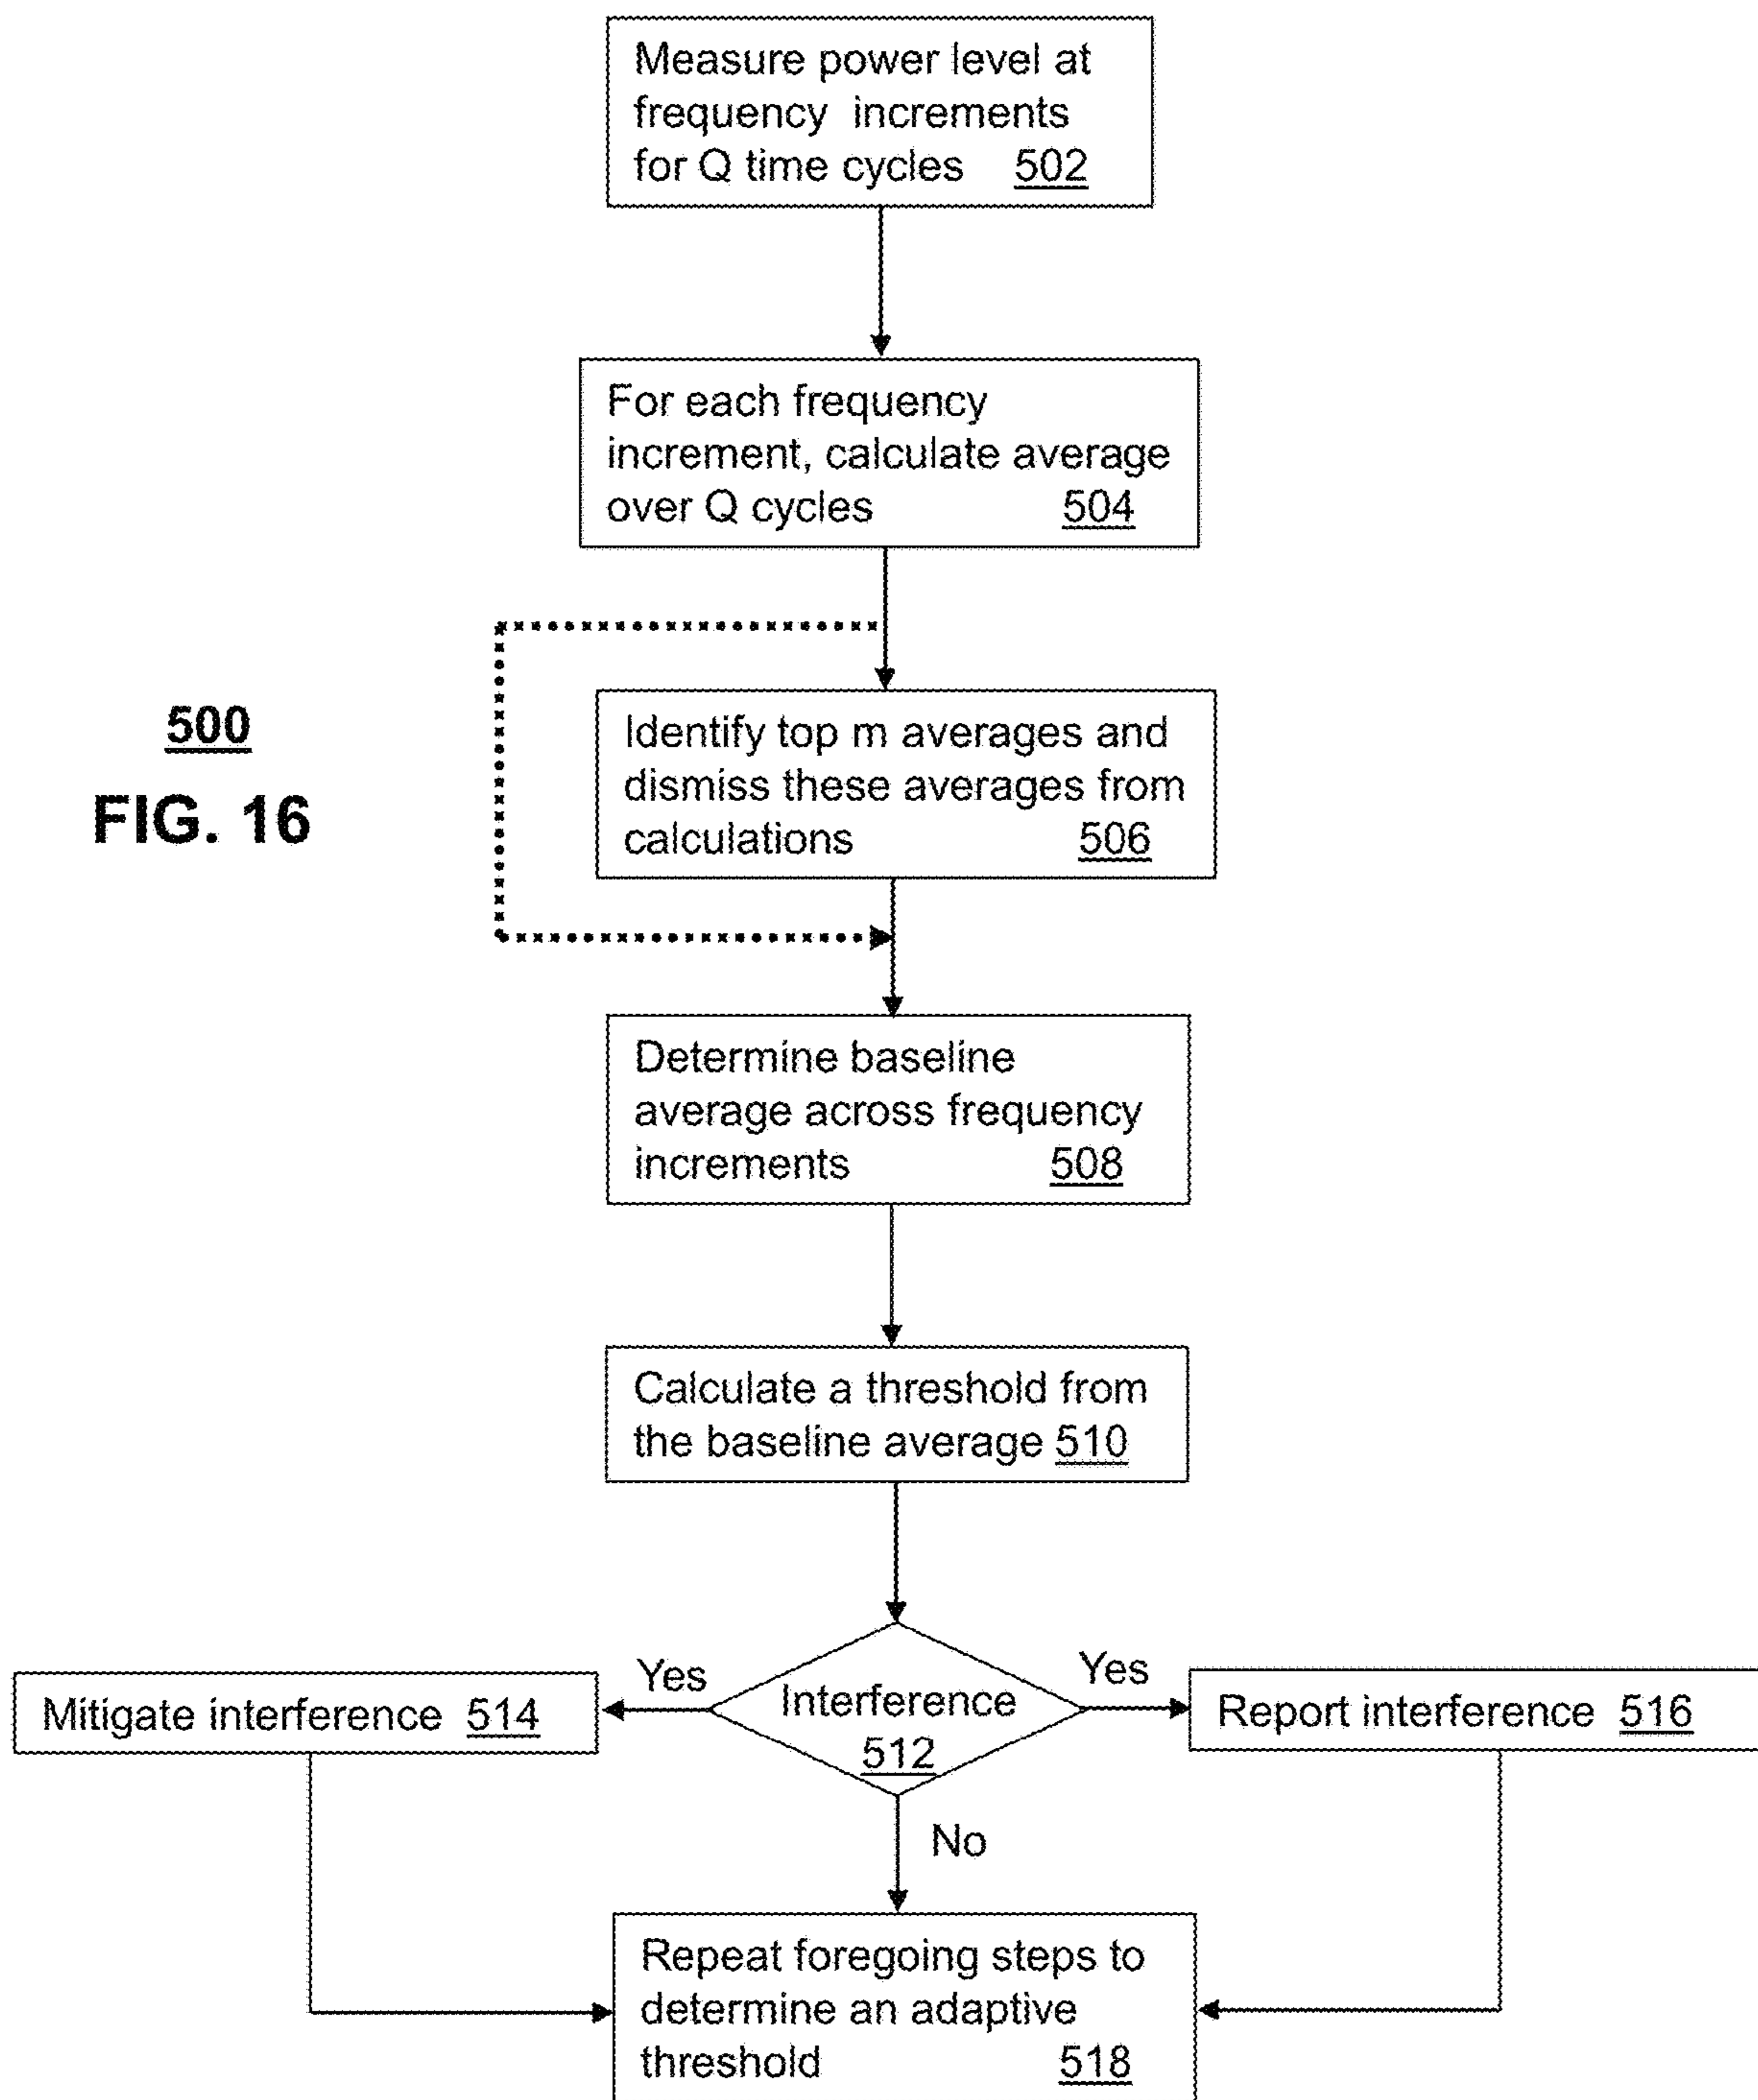 Measure power level at
frequency increments
for Q time cycles 502
For each frequency
increment, calculate average
over Q cycles 504
500
FIG. 16
Identify top m averages and
dismiss these averages from
calculations 506
Determine baseline
average across frequency
increments 508
Calculate a threshold from
the baseline average 510
Yes
Yes
Mitigate interference 514
Interference
512
Report interference 516
No
Repeat foregoing steps to
determine an adaptive
threshold 518